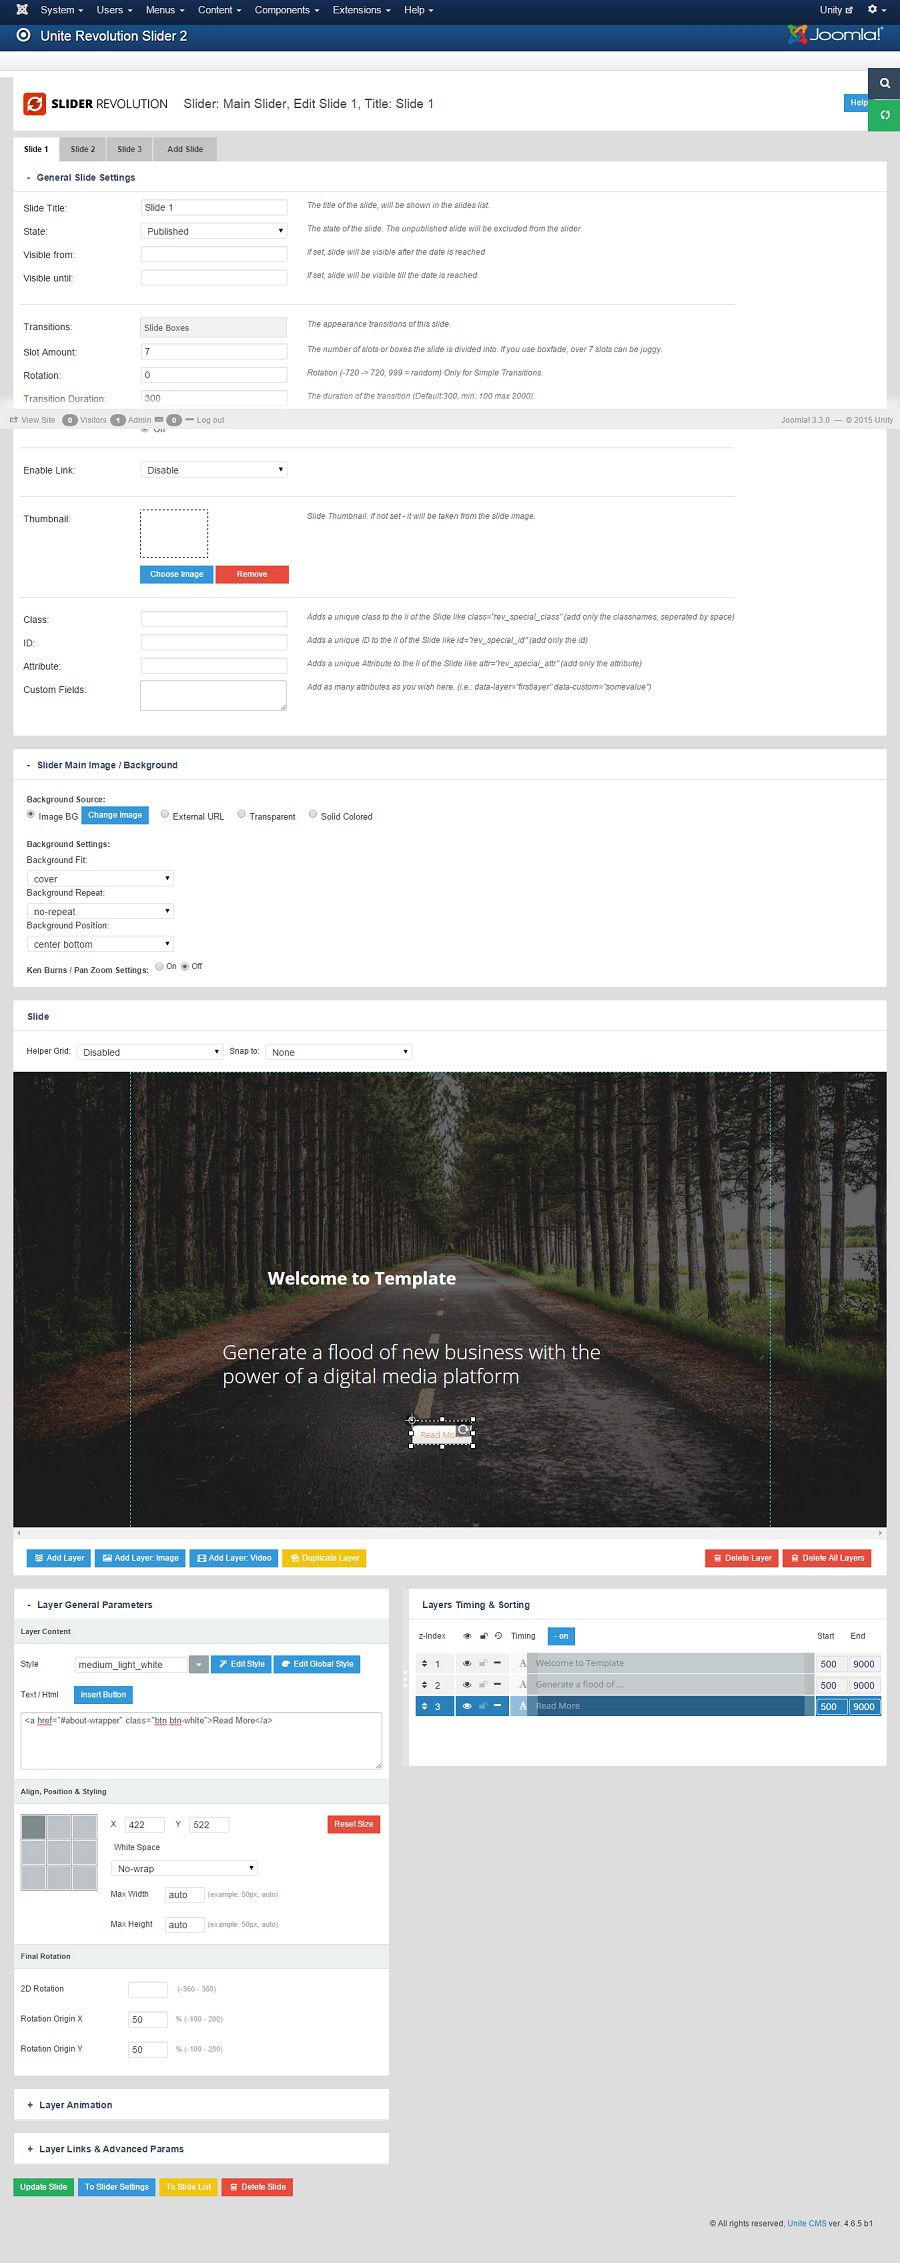 System Users Menus Content Components Extensions Help Unity
Unite Revolution Slider 2 Joomla!
SLIDER REVOLUTION Slider: Main Slider, Edit Slide 1, Title: Slide 1 Help
Slide 1 Slide 2 Slide 3 Add Slide
- General Slide Settings
Slide Title: Slide 1 The title of the slide, will be shown in the slides list.
State: Published The state of the slide. The unpublished slide will be excluded from the slider.
Visible from: If set, slide will be visible after the date is reached
Visible until: If set, slide will be visible till the date is reached
Transitions: Slide Boxes The appearance transitions of this slide.
Slot Amount: 7 The number of slots or boxes the slide is divided into. If you use boxfade, over 7 slots can be juggy.
Rotation: 0 Rotation (-720 -> 720, 999 = random) Only for Simple Transitions.
Transition Duration: 300 The duration of the transition (Default:300, min: 100 max 2000).
View Site 0 Visitors 1 Admin 0 Log out Joomla! 3.3.0 — © 2015 Unity
Off
Enable Link: Disable
Thumbnail: Slide Thumbnail. If not set - it will be taken from the slide image.
Choose Image Remove
Class: Adds a unique class to the li of the Slide like class="rev_special_class" (add only the classnames, seperated by space)
ID: Adds a unique ID to the li of the Slide like id="rev_special_id" (add only the id)
Attribute: Adds a unique Attribute to the li of the Slide like attr="rev_special_attr" (add only the attribute)
Custom Fields: Add as many attributes as you wish here. (i.e.: data-layer="firstlayer" data-custom="somevalue")
- Slider Main Image / Background
Background Source:
Image BG Change Image External URL Transparent Solid Colored
Background Settings:
Background Fit:
cover
Background Repeat:
no-repeat
Background Position:
center bottom
Ken Burns / Pan Zoom Settings: On Off
Slide
Helper Grid: Disabled Snap to: None
Welcome to Template
Generate a flood of new business with the
power of a digital media platform
Read More
Add Layer Add Layer: Image Add Layer: Video Duplicate Layer Delete Layer Delete All Layers
- Layer General Parameters
Layer Content
Style medium_light_white Edit Style Edit Global Style
Text / Html Insert Button
<a href="#about-wrapper" class="btn btn-white">Read More</a>
Align, Position & Styling
X 422 Y 522 Reset Size
White Space
No-wrap
Max Width auto (example: 50px, auto)
Max Height auto (example: 50px, auto)
Final Rotation
2D Rotation (-360 - 360)
Rotation Origin X 50 % (-100 - 200)
Rotation Origin Y 50 % (-100 - 200)
Layers Timing & Sorting
z-Index Timing - on Start End
1 A Welcome to Template 500 9000
2 A Generate a flood of ... 500 9000
3 A Read More 500 9000
+ Layer Animation
+ Layer Links & Advanced Params
Update Slide To Slider Settings To Slide List Delete Slide
© All rights reserved, Unite CMS ver. 4.6.5 b1